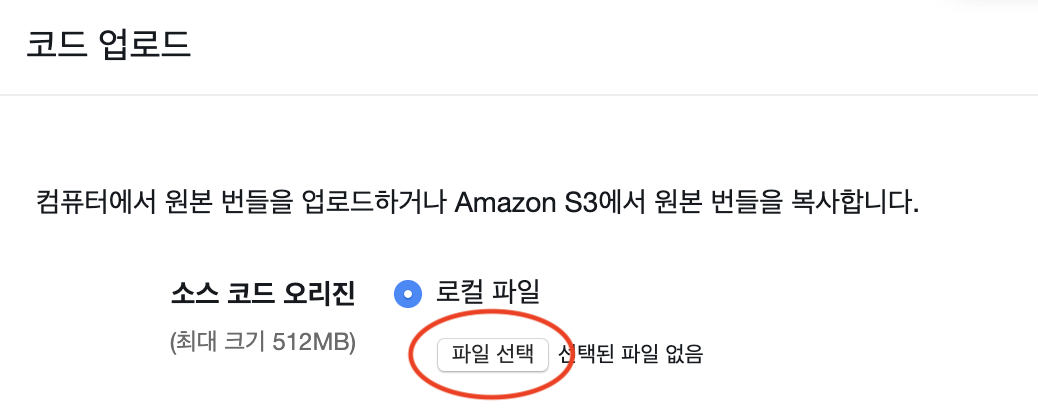 코드 업로드
컴퓨터에서 원본 번들을 업로드하거나 Amazon S3에서 원본 번들을 복사합니다.
소스 코드 오리진
로컬 파일
(최대 크기 512MB)
파일 선택 선택된 파일 없음